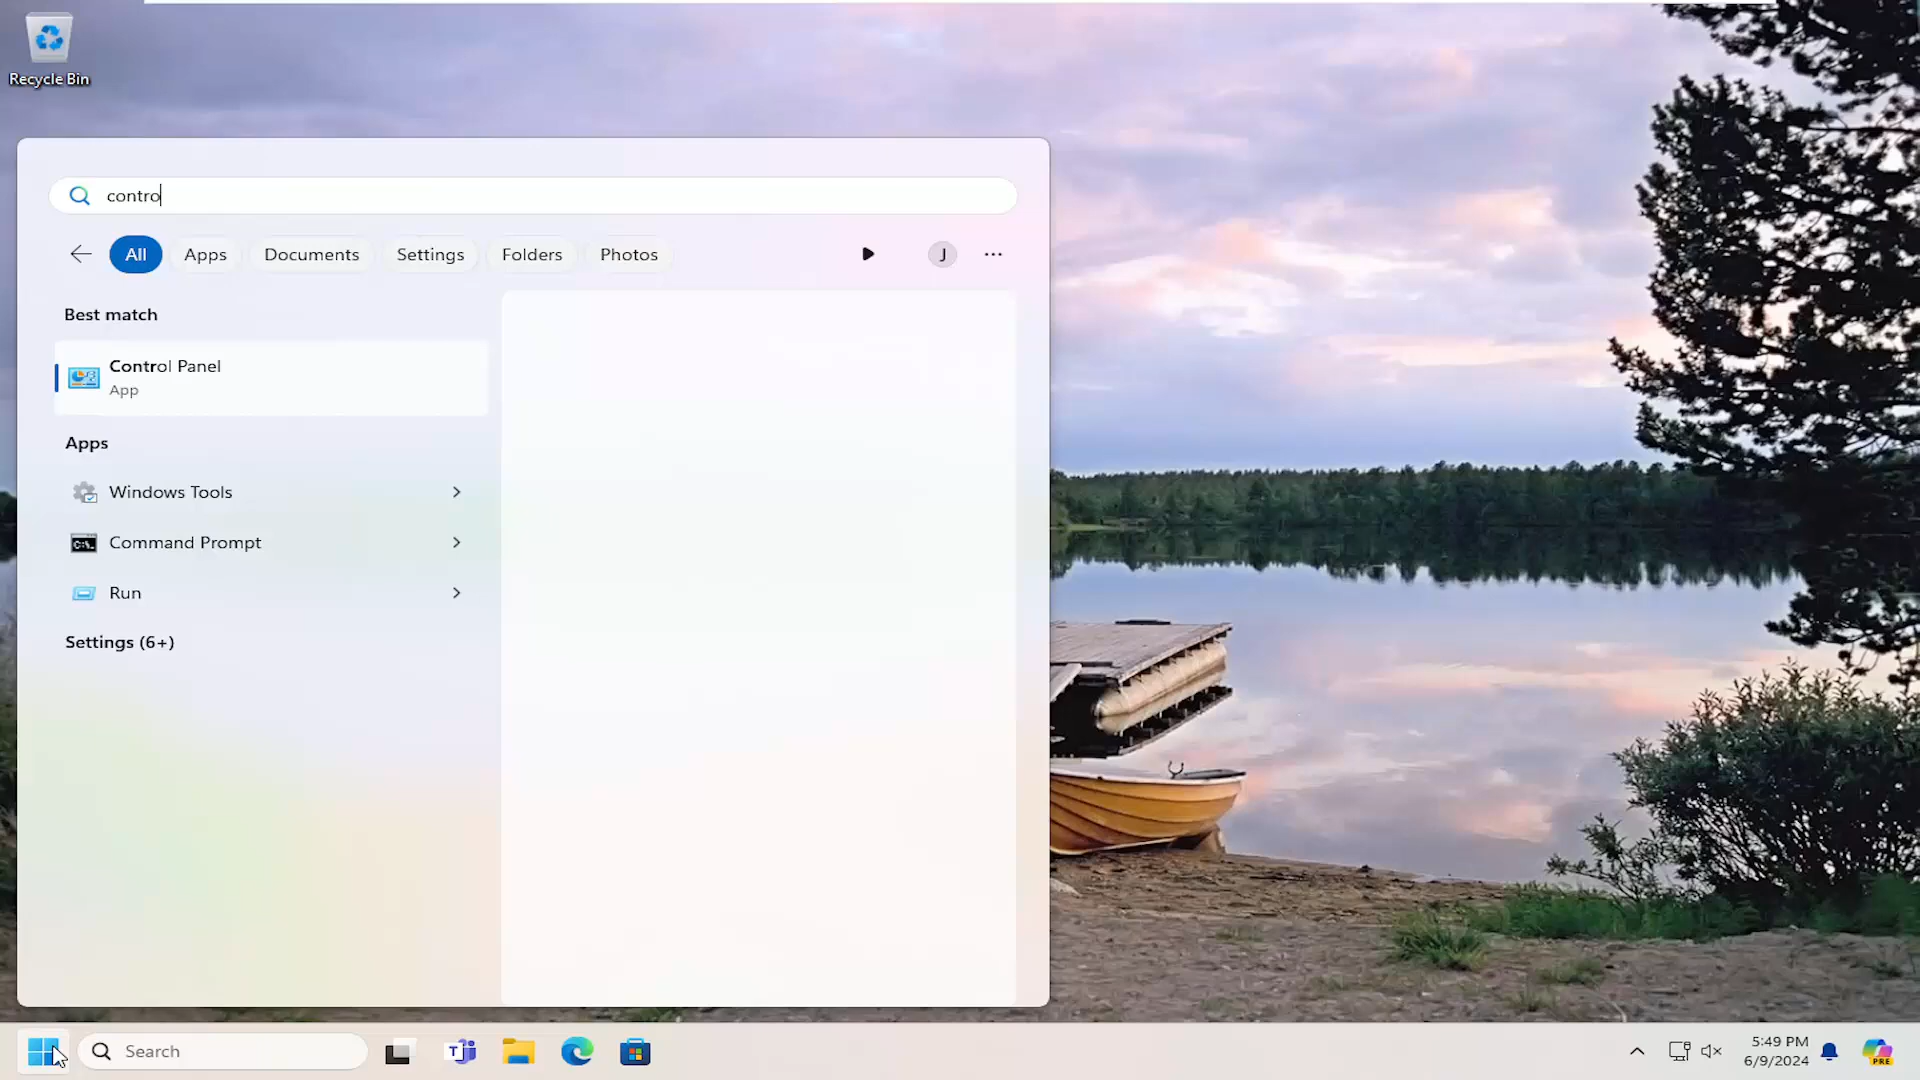 Recycle Bin
contro
All
Apps
Documents
Settings
Folders
Photos
J
Best match
Control Panel
App
Apps
Windows Tools
Command Prompt
Run
Settings (6+)
Search
5:49 PM
6/9/2024
PRE